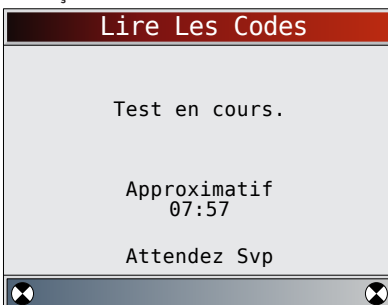 Lire Les Codes
Test en cours.
Approximatif
07:57
Attendez Svp